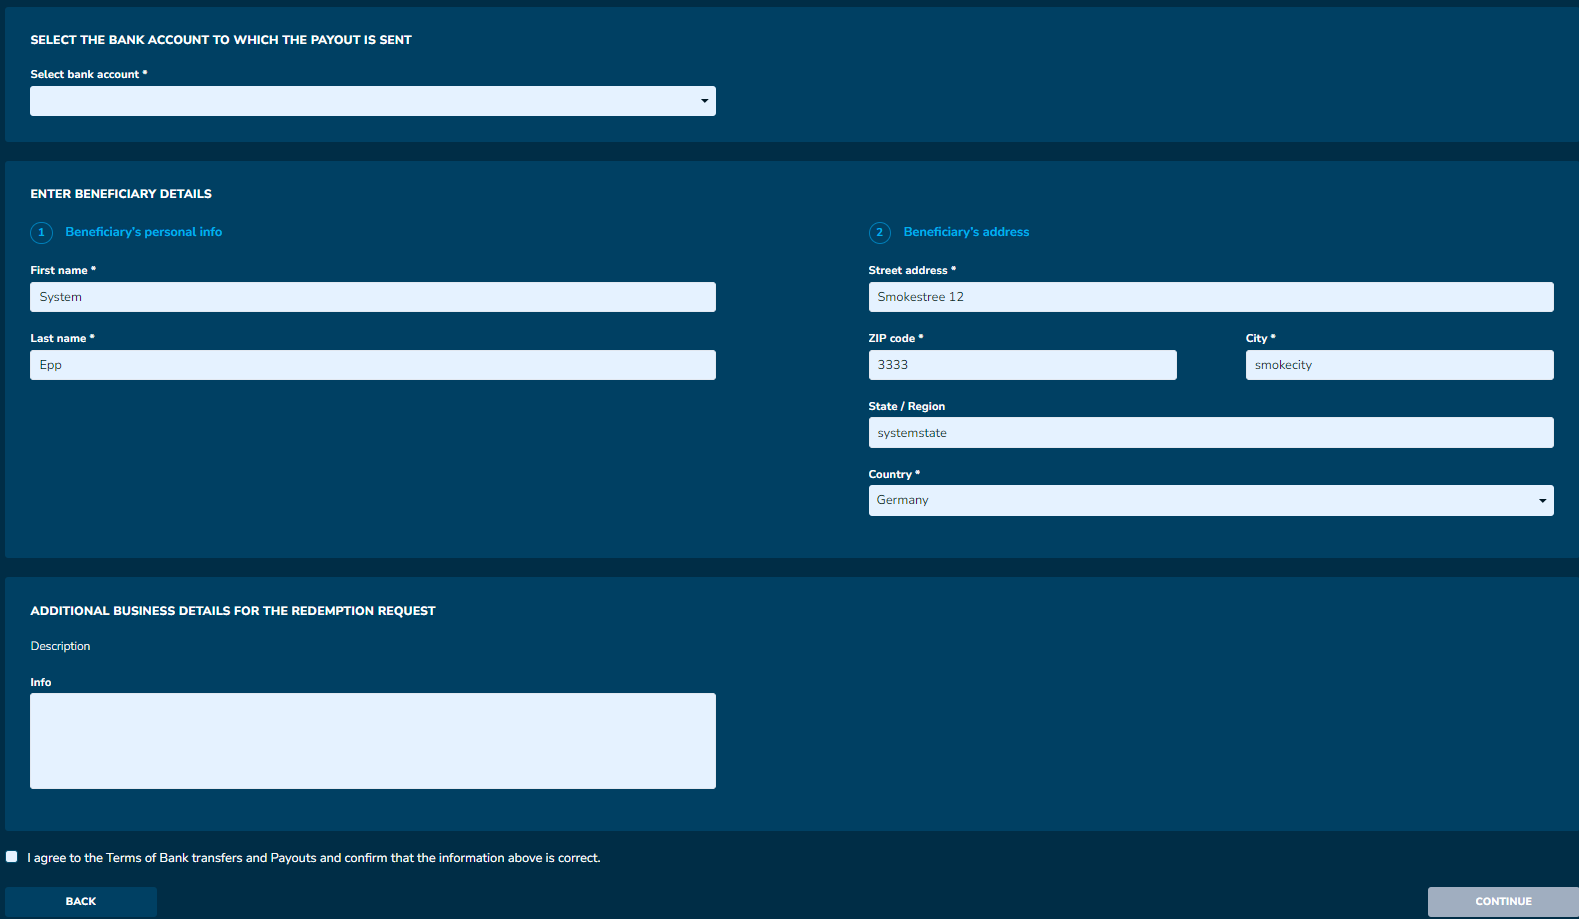 SELECT THE BANK ACCOUNT TO WHICH THE PAYOUT IS SENT
Select bank account *
ENTER BENEFICIARY DETAILS
1 Beneficiary's personal info
First name *
System
Last name *
Epp
2 Beneficiary's address
Street address *
Smokestree 12
ZIP code *
3333
City *
smokecity
State / Region
systemstate
Country *
Germany
ADDITIONAL BUSINESS DETAILS FOR THE REDEMPTION REQUEST
Description
Info
I agree to the Terms of Bank transfers and Payouts and confirm that the information above is correct.
BACK
CONTINUE